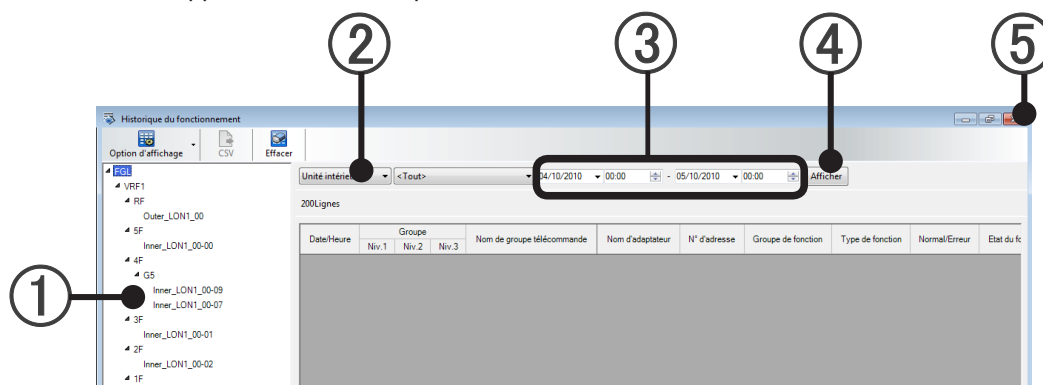 ② ③ ④ ⑤
Historique du fonctionnement
Option d'affichage CSV Effacer
FGL
VRF1
RF
Outer_LON1_00
5F
Inner_LON1_00-00
4F
G5
Inner_LON1_00-09
Inner_LON1_00-07
3F
Inner_LON1_00-01
2F
Inner_LON1_00-02
1F
①
Unité <Tout> 04/10/2010 00:00 - 05/10/2010 00:00 Afficher
200Lignes
Date/Heure Groupe Nom de groupe télécommande Nom d'adaptateur N° d'adresse Groupe de fonction Type de fonction Normal/Erreur Etat du
Niv.1 Niv.2 Niv.3